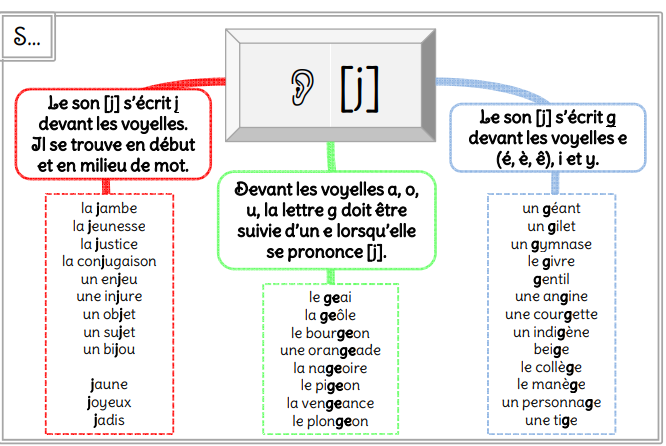 S...
[j]
Le son [j] s'écrit j
devant les voyelles.
Il se trouve en début
et en milieu de mot.
la jambe
la jeunesse
la justice
la conjugaison
un enjeu
une injure
un objet
un sujet
un bijou
jaune
joyeux
jadis
Devant les voyelles a, o,
u, la lettre g doit être
suivie d'un e lorsqu'elle
se prononce [j].
le geai
la geôle
le bourgeon
une orangeade
la nageoire
le pigeon
la vengeance
le plongeon
Le son [j] s'écrit g
devant les voyelles e
(é, è, ê), i et y.
un géant
un gilet
un gymnase
le givre
gentil
une angine
une courgette
un indigène
beige
le collège
le manège
un personnage
une tige